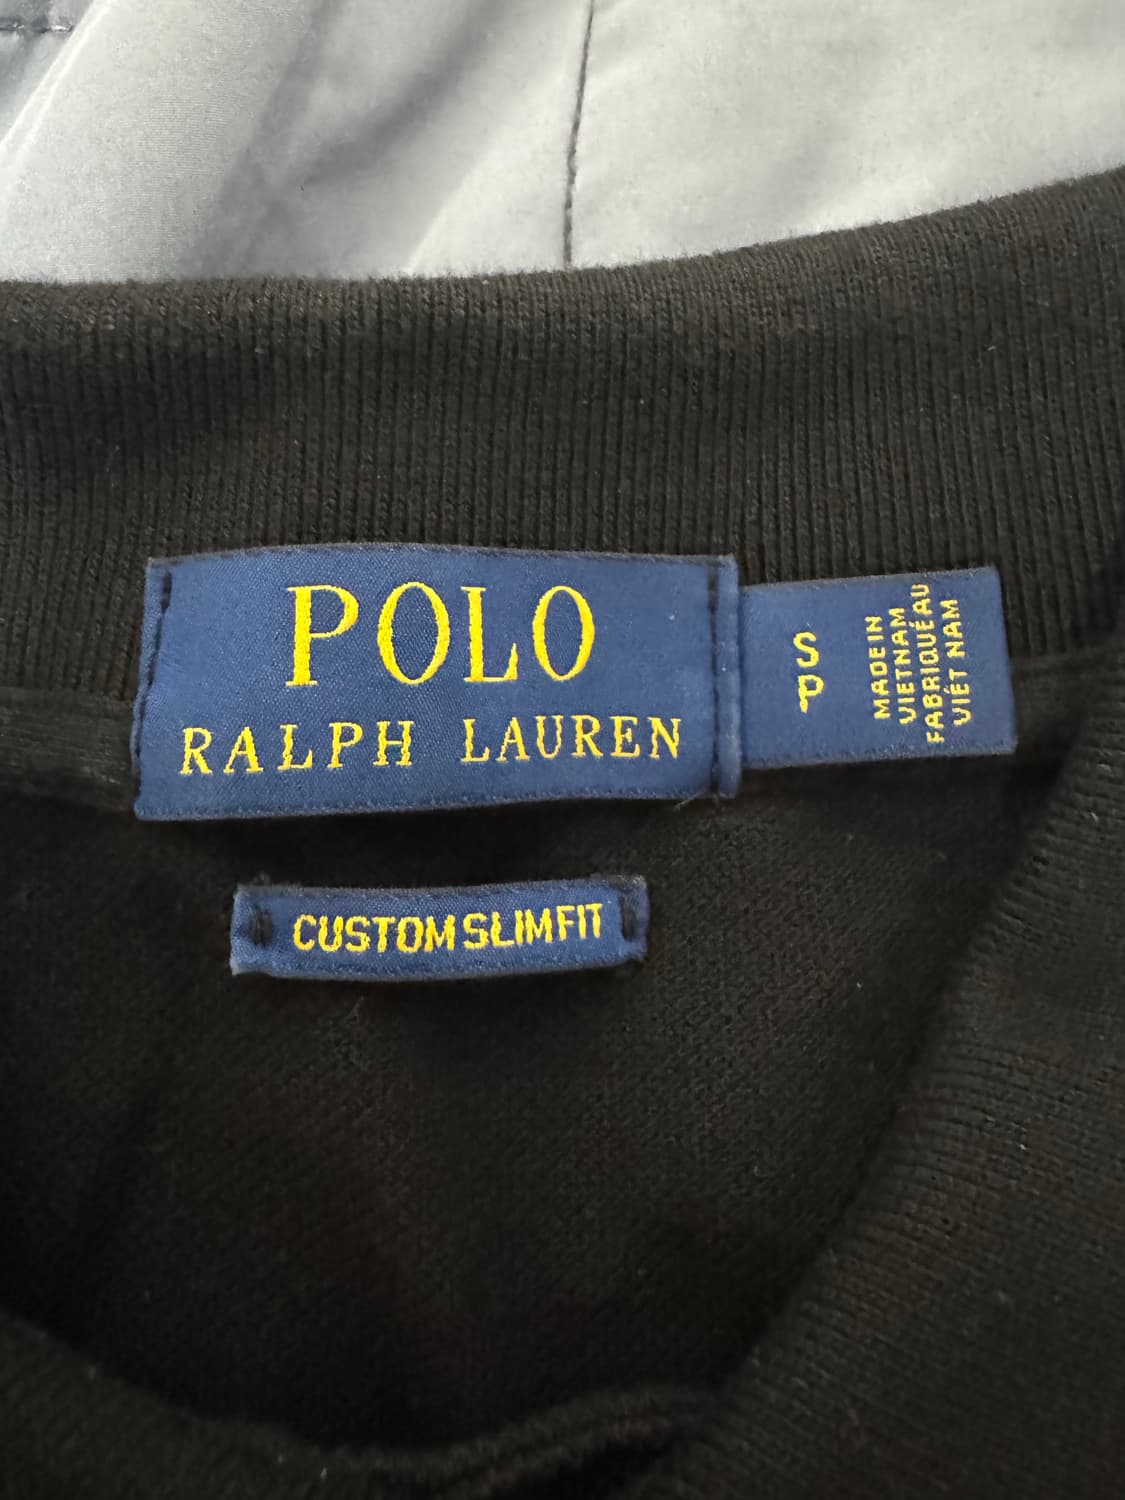 POLO
RALPH LAUREN
S
P
MADE IN
VIETNAM
FABRIQUÉ AU
VIÊT NAM
CUSTOM SLIM FIT